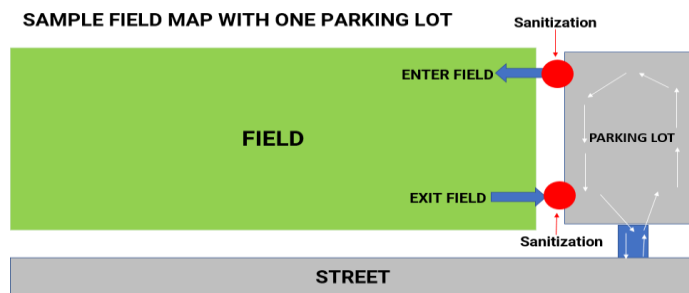 SAMPLE FIELD MAP WITH ONE PARKING LOT
Sanitization
ENTER FIELD
FIELD
PARKING LOT
EXIT FIELD
Sanitization
STREET